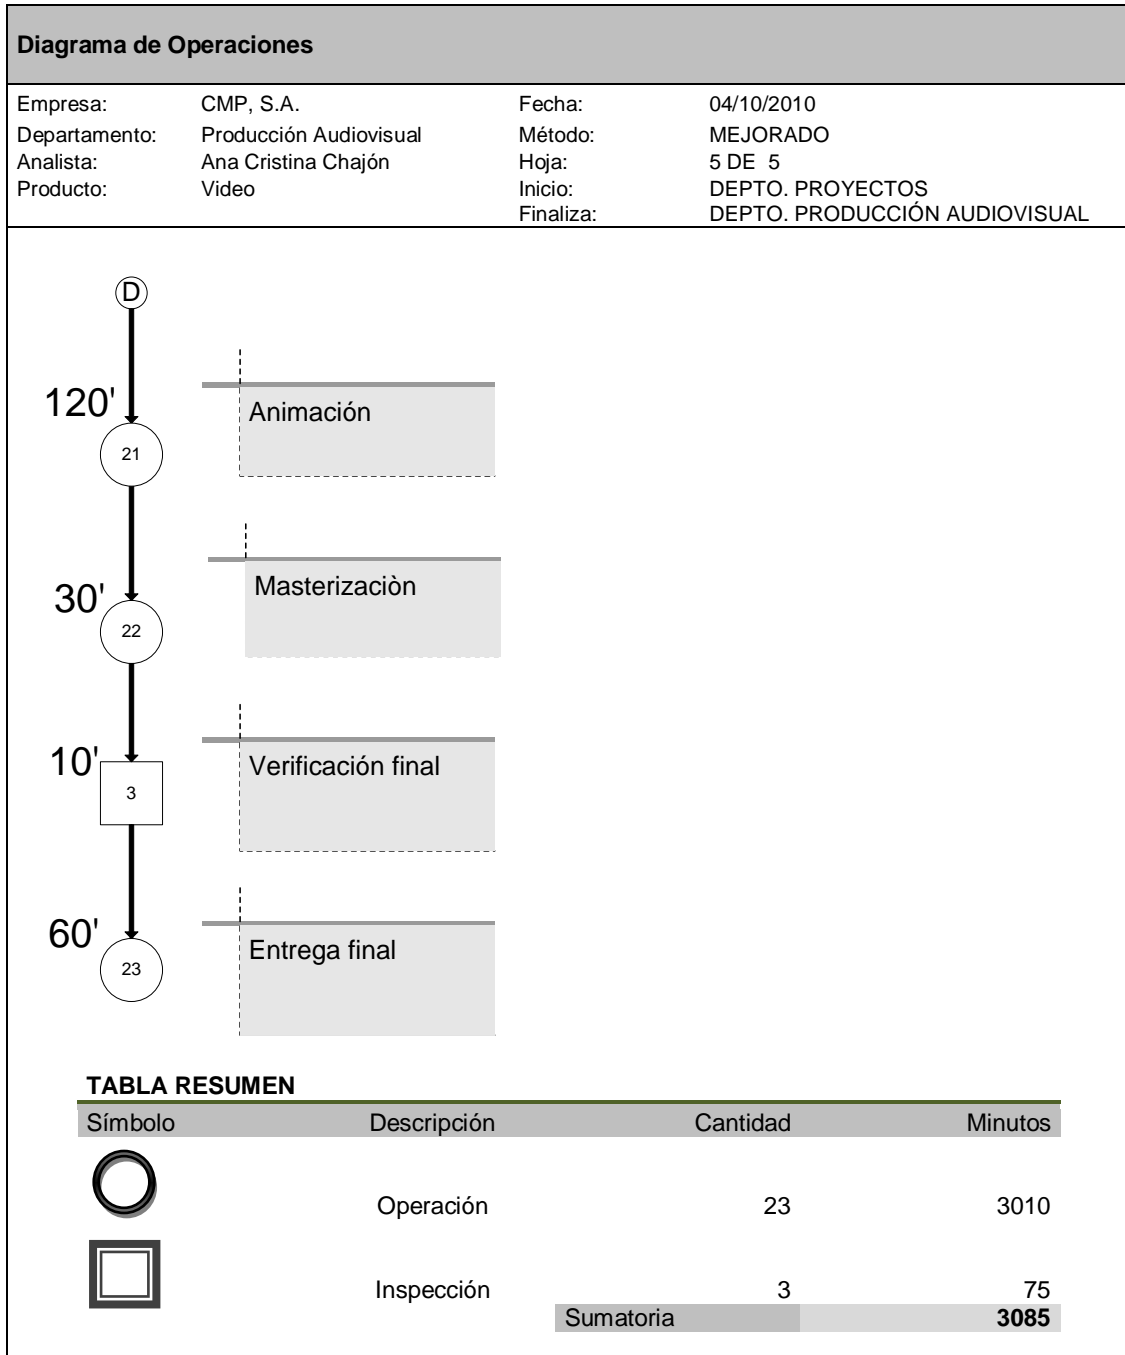 Diagrama de Operaciones
Empresa: CMP, S.A. Fecha: 04/10/2010
Departamento: Producción Audiovisual Método: MEJORADO
Analista: Ana Cristina Chajón Hoja: 5 DE 5
Producto: Video Inicio: DEPTO. PROYECTOS
Finaliza: DEPTO. PRODUCCIÓN AUDIOVISUAL
D
120'
Animación
21
30'
Masterizaciòn
22
10'
Verificación final
3
60'
Entrega final
23
TABLA RESUMEN
Símbolo Descripción Cantidad Minutos
Operación 23 3010
Inspección 3 75
Sumatoria 3085